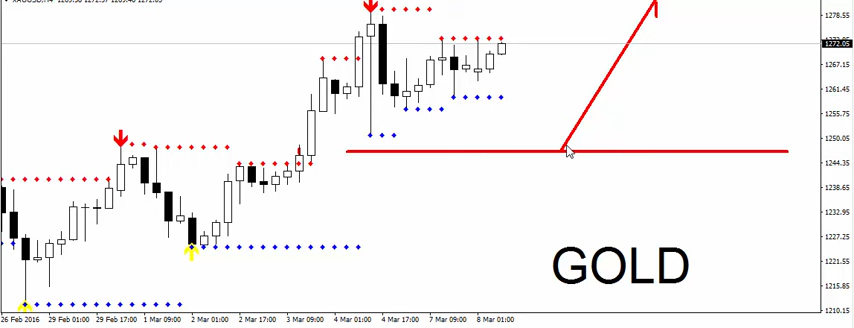 1278.55
1272.05
1267.15
1261.45
1255.75
1250.05
1244.35
1238.65
1232.95
1227.25
1221.55
1215.85
1210.15
GOLD
26 Feb 2016
29 Feb 01:00
29 Feb 17:00
1 Mar 09:00
2 Mar 01:00
2 Mar 17:00
3 Mar 09:00
4 Mar 01:00
4 Mar 17:00
7 Mar 09:00
8 Mar 01:00